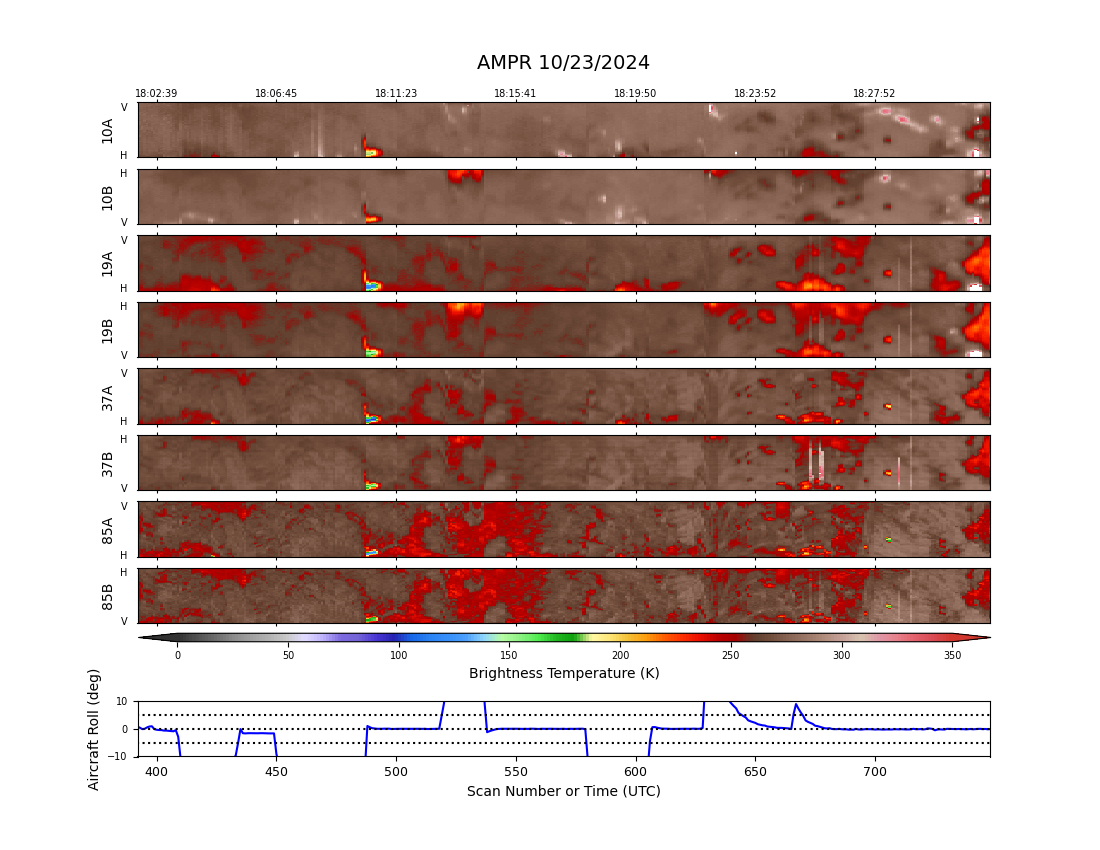 AMPR 10/23/2024
18:02:39 18:06:45 18:11:23 18:15:41 18:19:50 18:23:52 18:27:52
V
10A
H
H
10B
V
V
19A
H
H
19B
V
V
37A
H
H
37B
V
V
85A
H
H
85B
V
0 50 100 150 200 250 300 350
Brightness Temperature (K)
Aircraft Roll (deg)
10
0
−10
400 450 500 550 600 650 700
Scan Number or Time (UTC)